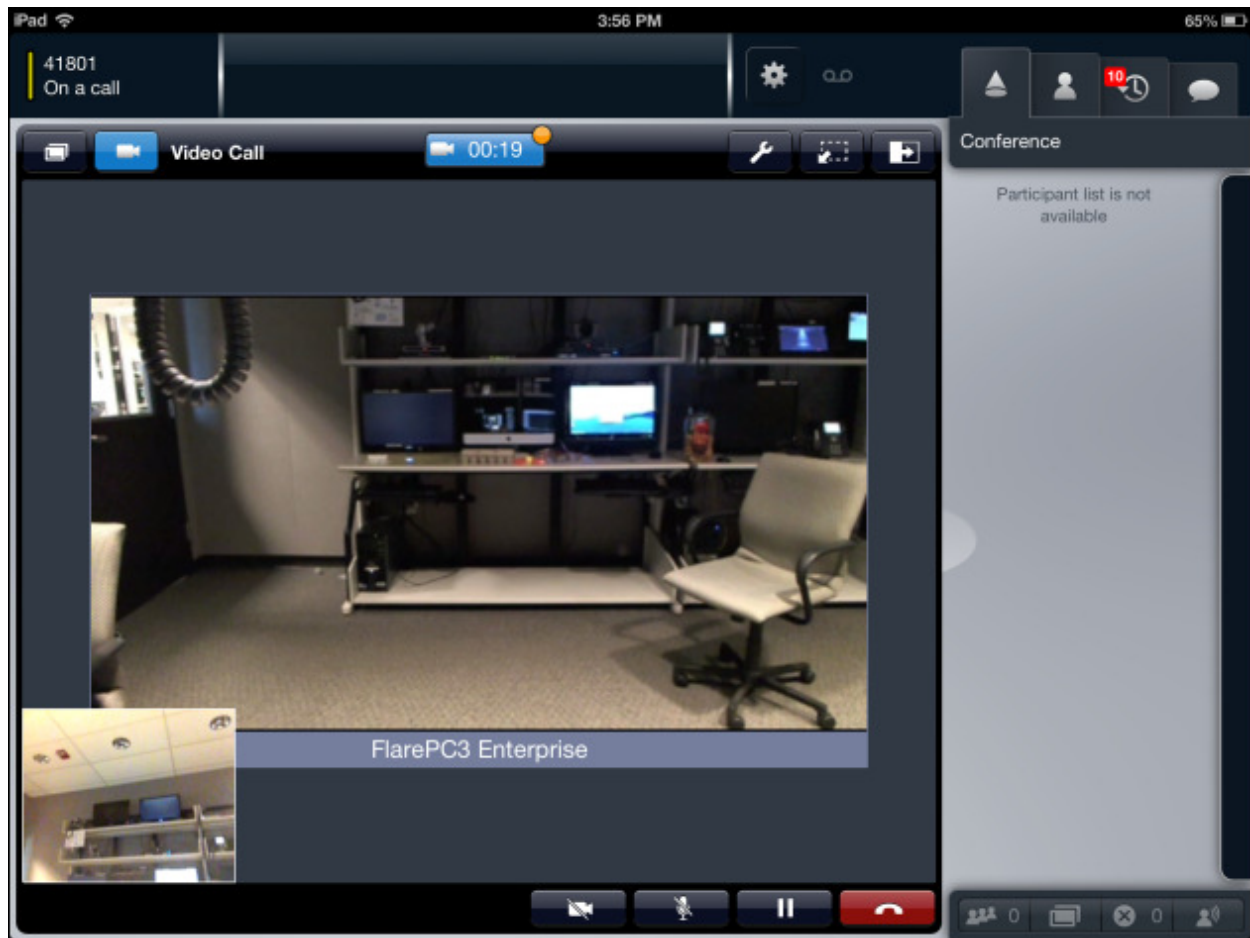 iPad
3:56 PM
65%
41801
On a call
10
Video Call
00:19
Conference
Participant list is not
available
FlarePC3 Enterprise
0
0